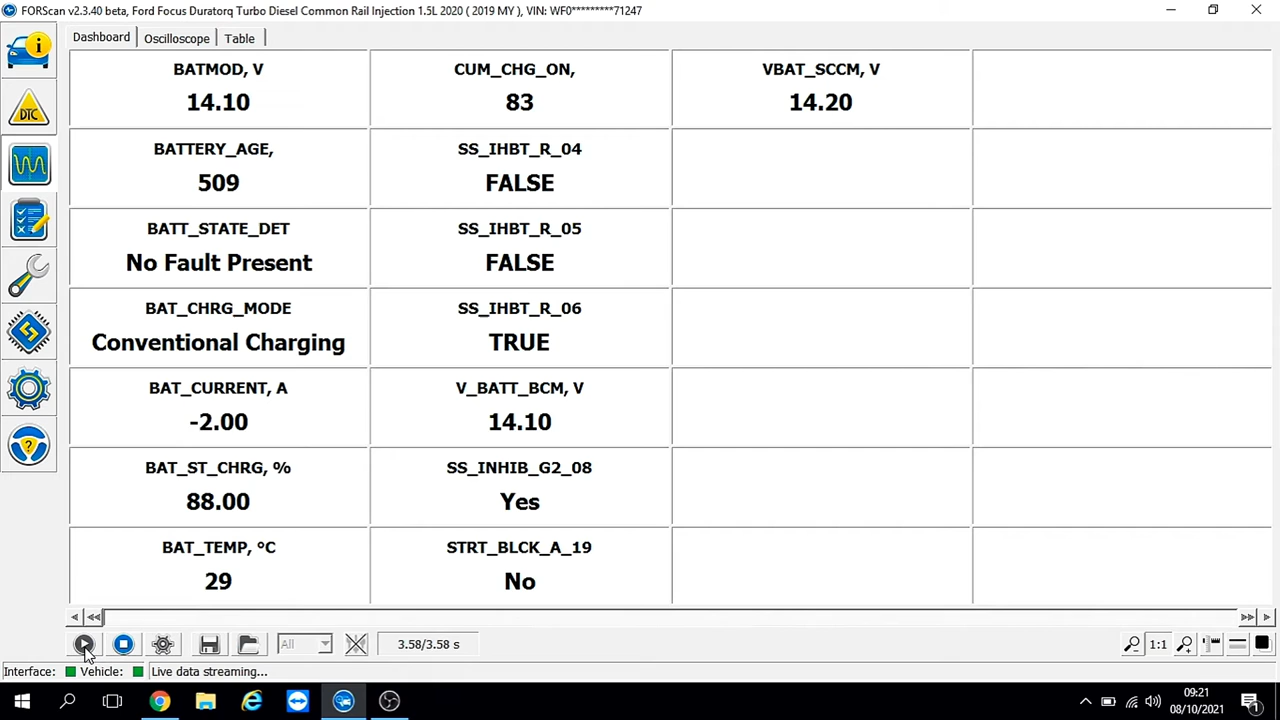 FORScan v2.3.40 beta, Ford Focus Duratorq Turbo Diesel Common Rail Injection 1.5L 2020 ( 2019 MY ), VIN: WF0*********71247
Dashboard Oscilloscope Table
DTC
BATMOD, V
14.10
CUM_CHG_ON,
83
VBAT_SCCM, V
14.20
BATTERY_AGE,
509
SS_IHBT_R_04
FALSE
BATT_STATE_DET
No Fault Present
SS_IHBT_R_05
FALSE
BAT_CHRG_MODE
Conventional Charging
SS_IHBT_R_06
TRUE
BAT_CURRENT, A
-2.00
V_BATT_BCM, V
14.10
BAT_ST_CHRG, %
88.00
SS_INHIB_G2_08
Yes
BAT_TEMP, °C
29
STRT_BLCK_A_19
No
All
3.58/3.58 s
1:1
Interface: Vehicle: Live data streaming...
09:21
08/10/2021
1